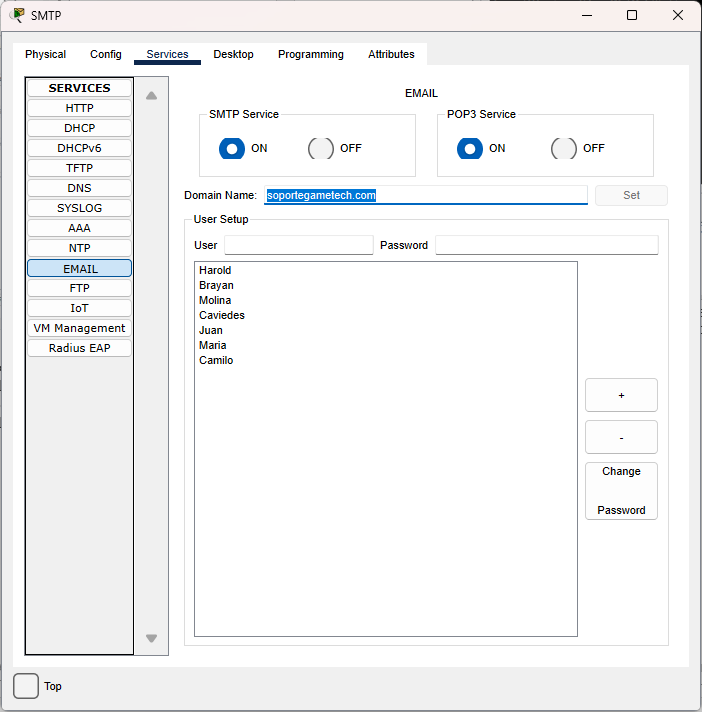 SMTP
Physical Config Services Desktop Programming Attributes
SERVICES
HTTP
DHCP
DHCPv6
TFTP
DNS
SYSLOG
AAA
NTP
EMAIL
FTP
IoT
VM Management
Radius EAP
EMAIL
SMTP Service
ON OFF
POP3 Service
ON OFF
Domain Name: soportegametech.com Set
User Setup
User Password
Harold
Brayan
Molina
Caviedes
Juan
Maria
Camilo
+
-
Change
Password
Top